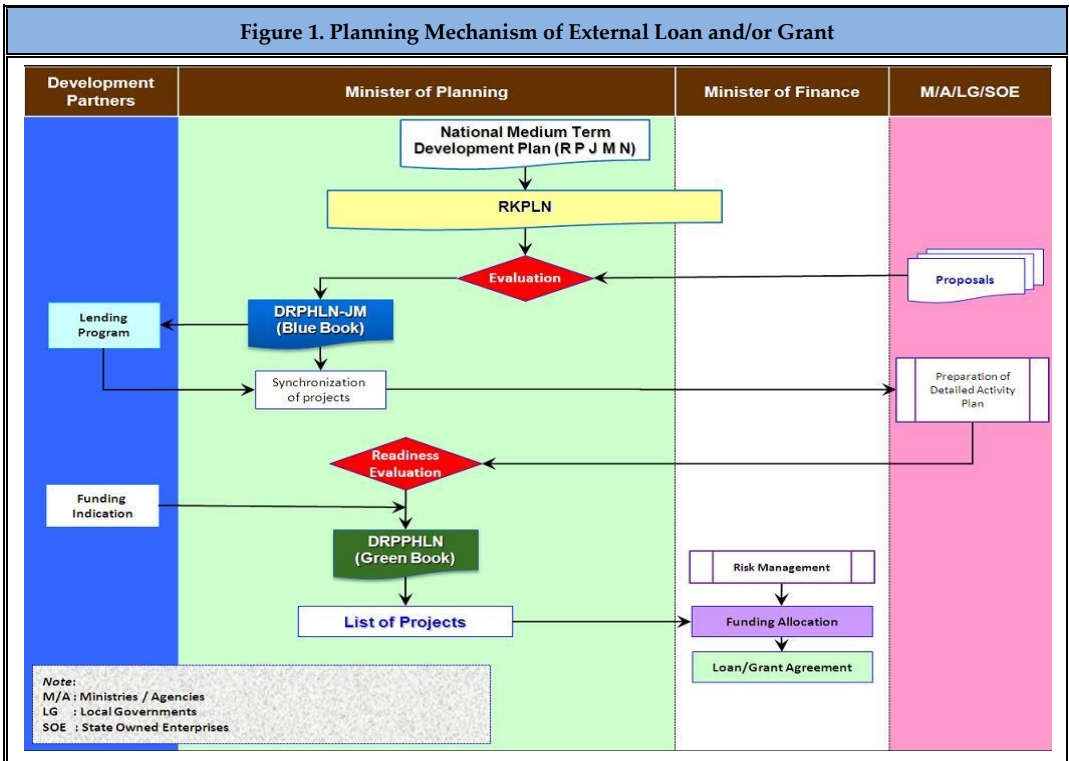 Figure 1. Planning Mechanism of External Loan and/or Grant
Development
Partners
Minister of Planning
Minister of Finance
M/A/LG/SOE
National Medium Term
Development Plan (R P J M N)
RKPLN
Evaluation
Proposals
DRPHLN-JM
(Blue Book)
Lending
Program
Synchronization
of projects
Preparation of
Detailed Activity
Plan
Readiness
Evaluation
Funding
Indication
DRPPHLN
(Green Book)
Risk Management
List of Projects
Funding Allocation
Loan/Grant Agreement
Note:
M/A : Ministries / Agencies
LG : Local Governments
SOE : State Owned Enterprises